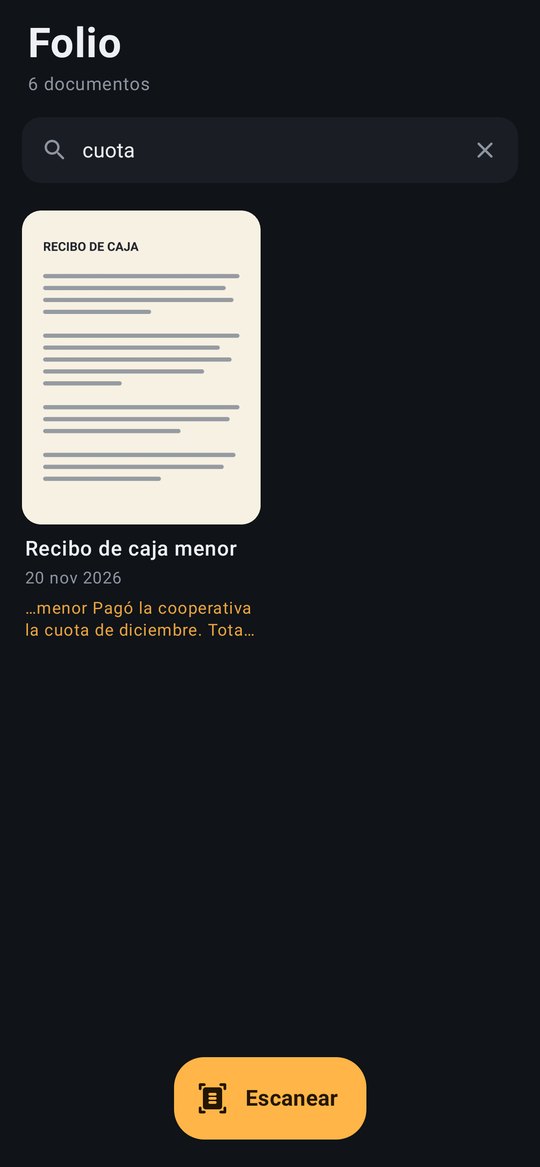 Folio
6 documentos
cuota
RECIBO DE CAJA
Recibo de caja menor
20 nov 2026
…menor Pagó la cooperativa
la cuota de diciembre. Tota…
Escanear